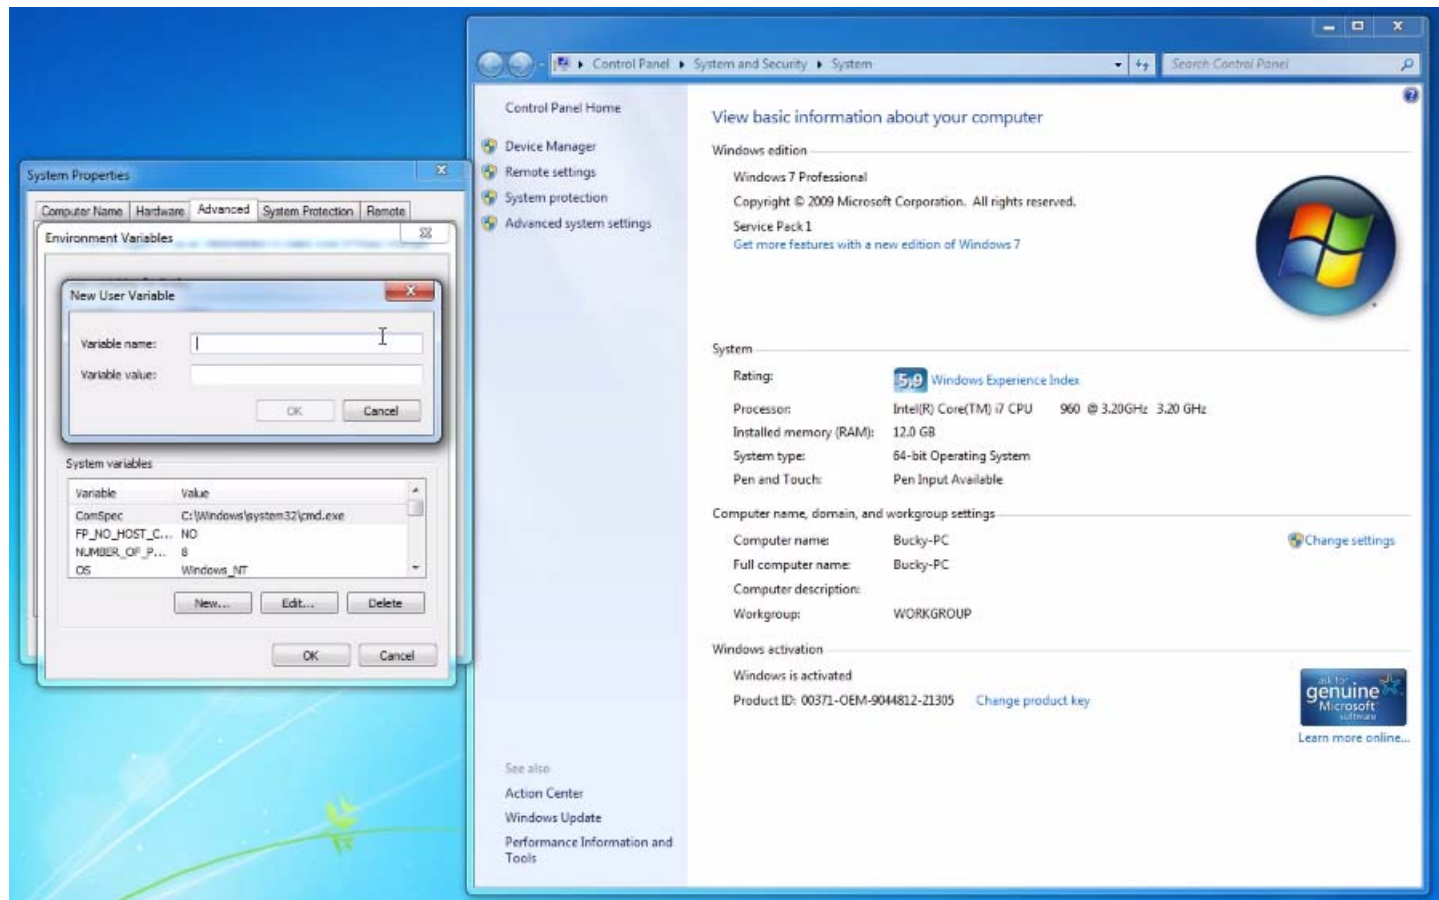 Control Panel ▸ System and Security ▸ System
Search Control Panel
Control Panel Home
Device Manager
Remote settings
System protection
Advanced system settings
See also
Action Center
Windows Update
Performance Information and
Tools
View basic information about your computer
Windows edition
Windows 7 Professional
Copyright © 2009 Microsoft Corporation. All rights reserved.
Service Pack 1
Get more features with a new edition of Windows 7
System
Rating: 5,9 Windows Experience Index
Processor: Intel(R) Core(TM) i7 CPU 960 @ 3.20GHz 3.20 GHz
Installed memory (RAM): 12.0 GB
System type: 64-bit Operating System
Pen and Touch: Pen Input Available
Computer name, domain, and workgroup settings
Computer name: Bucky-PC
Change settings
Full computer name: Bucky-PC
Computer description:
Workgroup: WORKGROUP
Windows activation
Windows is activated
Product ID: 00371-OEM-9044812-21305 Change product key
ask for
genuine
Microsoft
software
Learn more online...
System Properties
Computer Name Hardware Advanced System Protection Remote
Environment Variables
New User Variable
Variable name:
Variable value:
OK Cancel
System variables
Variable Value
ComSpec C:\Windows\system32\cmd.exe
FP_NO_HOST_C... NO
NUMBER_OF_P... 8
OS Windows_NT
New... Edit... Delete
OK Cancel